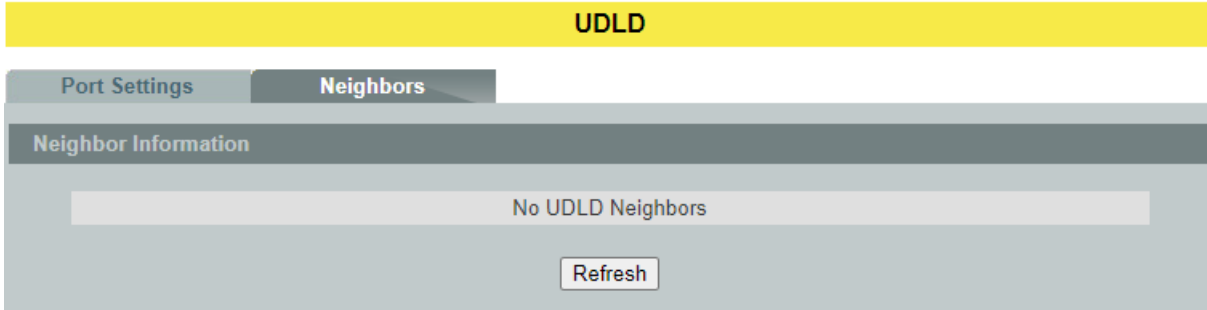 UDLD
Port Settings Neighbors
Neighbor Information
No UDLD Neighbors
Refresh